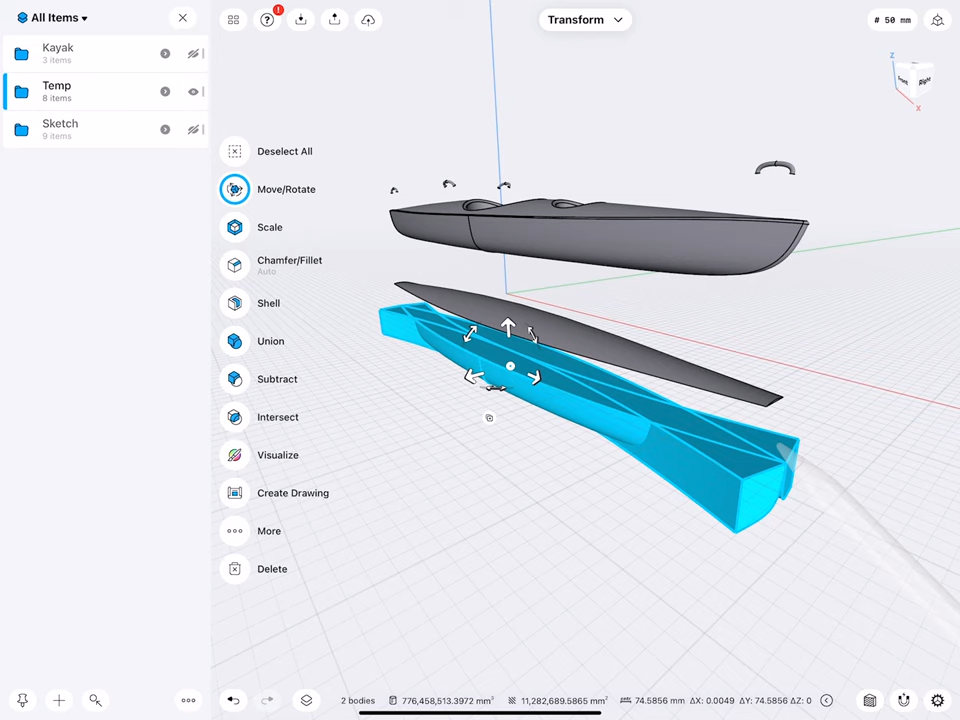 All Items
Kayak
3 items
Temp
8 items
Sketch
9 items
!
?
Transform
# 50 mm
Z
Front
Right
X
Deselect All
Move/Rotate
Scale
Chamfer/Fillet
Auto
Shell
Union
Subtract
Intersect
Visualize
Create Drawing
More
Delete
2 bodies 776,458,513.3972 mm³ 11,282,689.5865 mm² 74.5856 mm ΔX: 0.0049 ΔY: 74.5856 ΔZ: 0